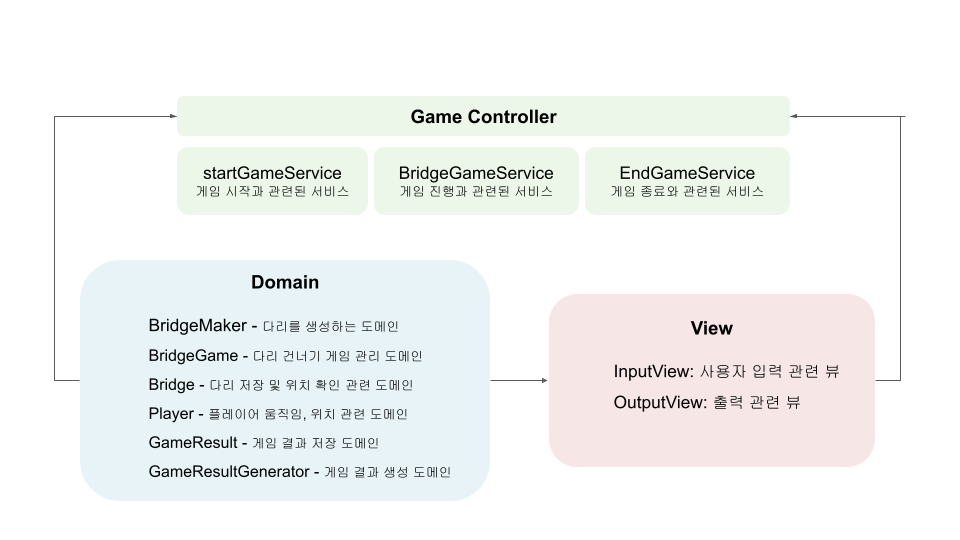 Game Controller
startGameService
게임 시작과 관련된 서비스
BridgeGameService
게임 진행과 관련된 서비스
EndGameService
게임 종료와 관련된 서비스
Domain
BridgeMaker - 다리를 생성하는 도메인
BridgeGame - 다리 건너기 게임 관리 도메인
Bridge - 다리 저장 및 위치 확인 관련 도메인
Player - 플레이어 움직임, 위치 관련 도메인
GameResult - 게임 결과 저장 도메인
GameResultGenerator - 게임 결과 생성 도메인
View
InputView: 사용자 입력 관련 뷰
OutputView: 출력 관련 뷰